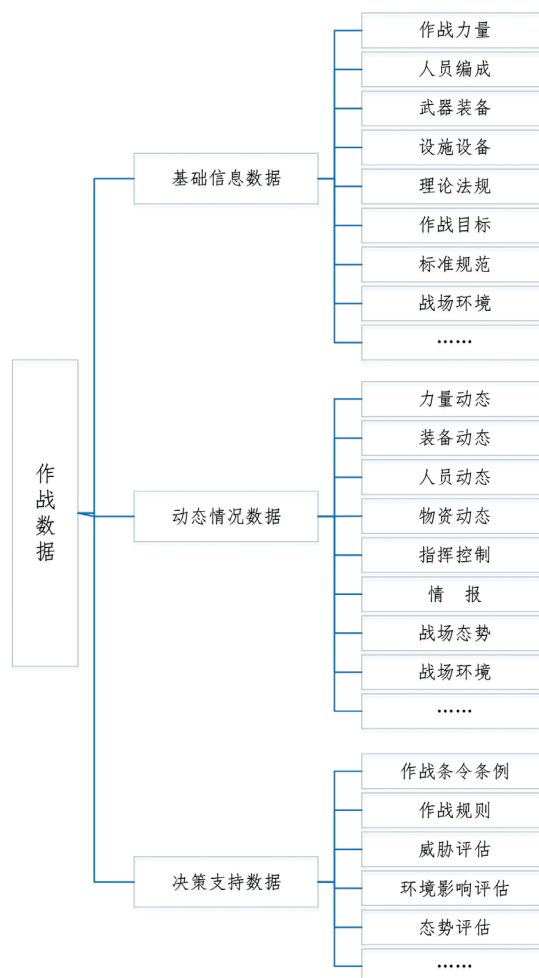 作战数据
基础信息数据
作战力量
人员编成
武器装备
设施设备
理论法规
作战目标
标准规范
战场环境
……
动态情况数据
力量动态
装备动态
人员动态
物资动态
指挥控制
情 报
战场态势
战场环境
……
决策支持数据
作战条令条例
作战规则
威胁评估
环境影响评估
态势评估
……